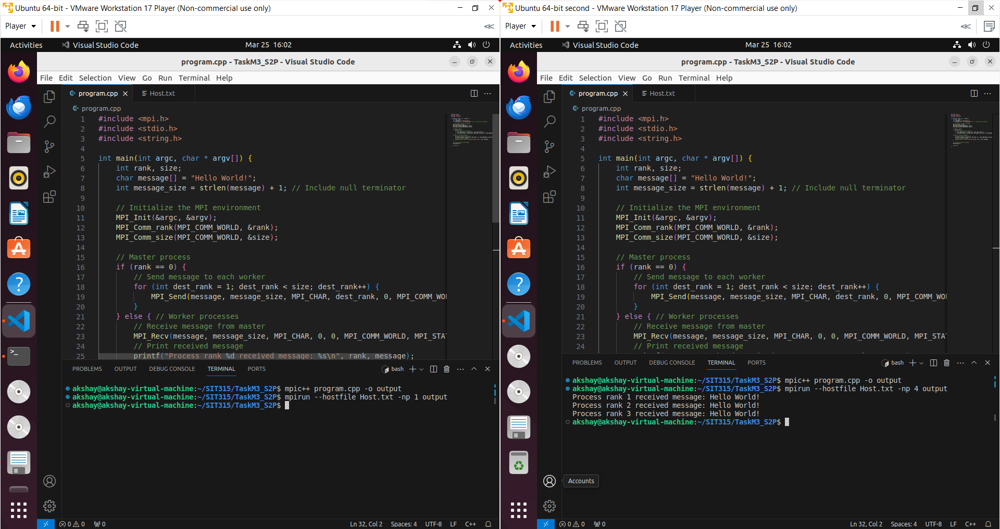 Ubuntu 64-bit - VMware Workstation 17 Player (Non-commercial use only)
Player
Activities
Visual Studio Code
Mar 25 16:02
program.cpp - TaskM3_S2P - Visual Studio Code
File Edit Selection View Go Run Terminal Help
program.cpp
Host.txt
program.cpp
1 #include <mpi.h>
2 #include <stdio.h>
3 #include <string.h>
4
5 int main(int argc, char * argv[]) {
6 int rank, size;
7 char message[] = "Hello World!";
8 int message_size = strlen(message) + 1; // Include null terminator
9
10 // Initialize the MPI environment
11 MPI_Init(&argc, &argv);
12 MPI_Comm_rank(MPI_COMM_WORLD, &rank);
13 MPI_Comm_size(MPI_COMM_WORLD, &size);
14
15 // Master process
16 if (rank == 0) {
17 // Send message to each worker
18 for (int dest_rank = 1; dest_rank < size; dest_rank++) {
19 MPI_Send(message, message_size, MPI_CHAR, dest_rank, 0, MPI_COMM_WO
20 }
21 } else { // Worker processes
22 // Receive message from master
23 MPI_Recv(message, message_size, MPI_CHAR, 0, 0, MPI_COMM_WORLD, MPI_STA
24 // Print received message
25 printf("Process rank %d received message: %s\n", rank, message);
PROBLEMS OUTPUT DEBUG CONSOLE TERMINAL PORTS
bash
akshay@akshay-virtual-machine:~/SIT315/TaskM3_S2P$ mpic++ program.cpp -o output
akshay@akshay-virtual-machine:~/SIT315/TaskM3_S2P$ mpirun --hostfile Host.txt -np 1 output
akshay@akshay-virtual-machine:~/SIT315/TaskM3_S2P$
0 0 0
Ln 32, Col 2 Spaces: 4 UTF-8 LF C++
Ubuntu 64-bit second - VMware Workstation 17 Player (Non-commercial use only)
Player
Activities
Visual Studio Code
Mar 25 16:02
program.cpp - TaskM3_S2P - Visual Studio Code
File Edit Selection View Go Run Terminal Help
program.cpp
Host.txt
program.cpp
1 #include <mpi.h>
2 #include <stdio.h>
3 #include <string.h>
4
5 int main(int argc, char * argv[]) {
6 int rank, size;
7 char message[] = "Hello World!";
8 int message_size = strlen(message) + 1; // Include null terminator
9
10 // Initialize the MPI environment
11 MPI_Init(&argc, &argv);
12 MPI_Comm_rank(MPI_COMM_WORLD, &rank);
13 MPI_Comm_size(MPI_COMM_WORLD, &size);
14
15 // Master process
16 if (rank == 0) {
17 // Send message to each worker
18 for (int dest_rank = 1; dest_rank < size; dest_rank++) {
19 MPI_Send(message, message_size, MPI_CHAR, dest_rank, 0, MPI_COMM_WO
20 }
21 } else { // Worker processes
22 // Receive message from master
23 MPI_Recv(message, message_size, MPI_CHAR, 0, 0, MPI_COMM_WORLD, MPI_STA
24 // Print received message
PROBLEMS OUTPUT DEBUG CONSOLE TERMINAL PORTS
bash
akshay@akshay-virtual-machine:~/SIT315/TaskM3_S2P$ mpic++ program.cpp -o output
akshay@akshay-virtual-machine:~/SIT315/TaskM3_S2P$ mpirun --hostfile Host.txt -np 4 output
Process rank 1 received message: Hello World!
Process rank 2 received message: Hello World!
Process rank 3 received message: Hello World!
akshay@akshay-virtual-machine:~/SIT315/TaskM3_S2P$
Accounts
0 0 0
Ln 32, Col 2 Spaces: 4 UTF-8 LF C++